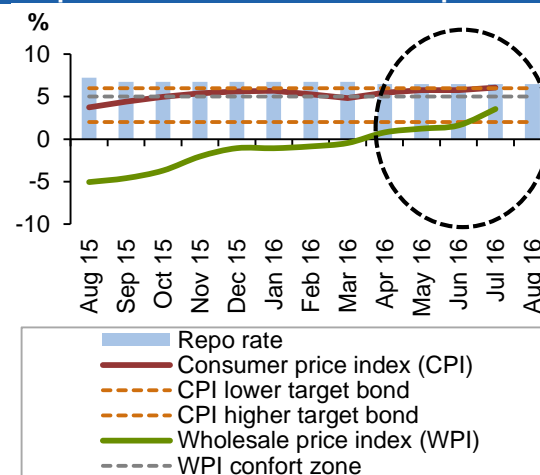 %
10
5
0
-5
-10
Aug 15
Sep 15
Oct 15
Nov 15
Dec 15
Jan 16
Feb 16
Mar 16
Apr 16
May 16
Jun 16
Jul 16
Aug 16
Repo rate
Consumer price index (CPI)
CPI lower target bond
CPI higher target bond
Wholesale price index (WPI)
WPI confort zone